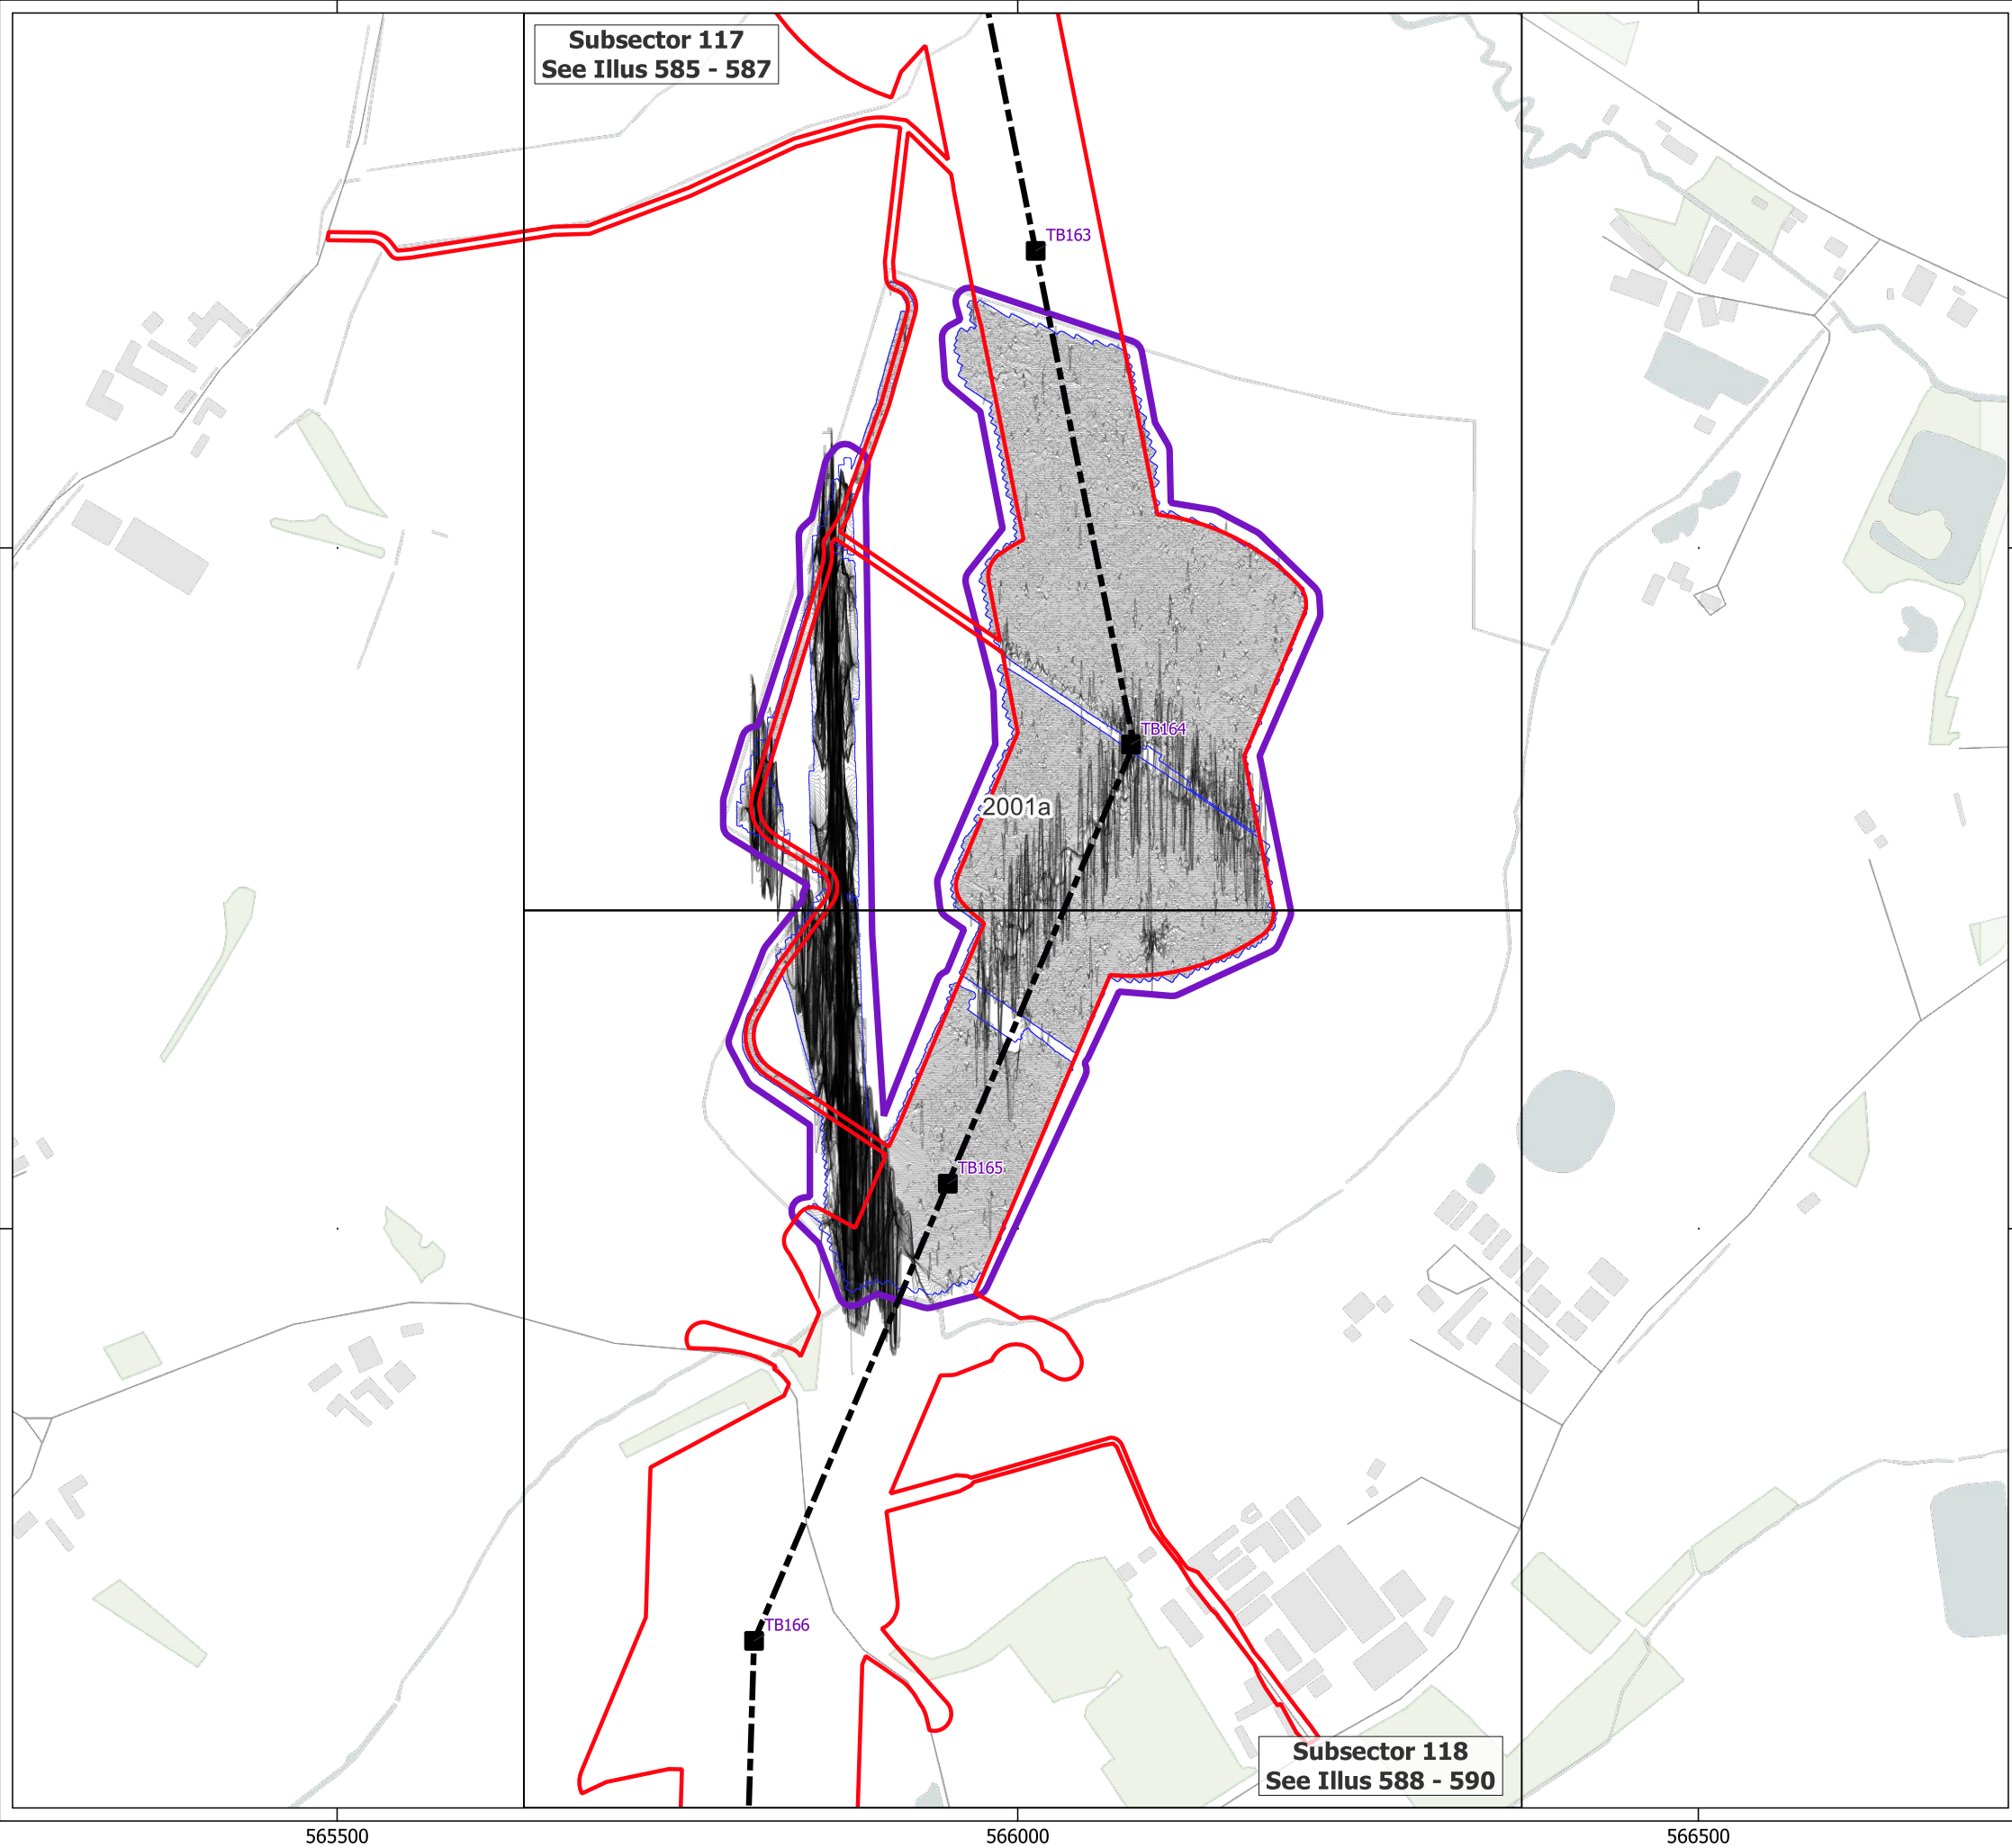 Subsector 117
See Illus 585 - 587
TB163
TB164
2001a
TB165
TB166
Subsector 118
See Illus 588 - 590
565500
566000
566500